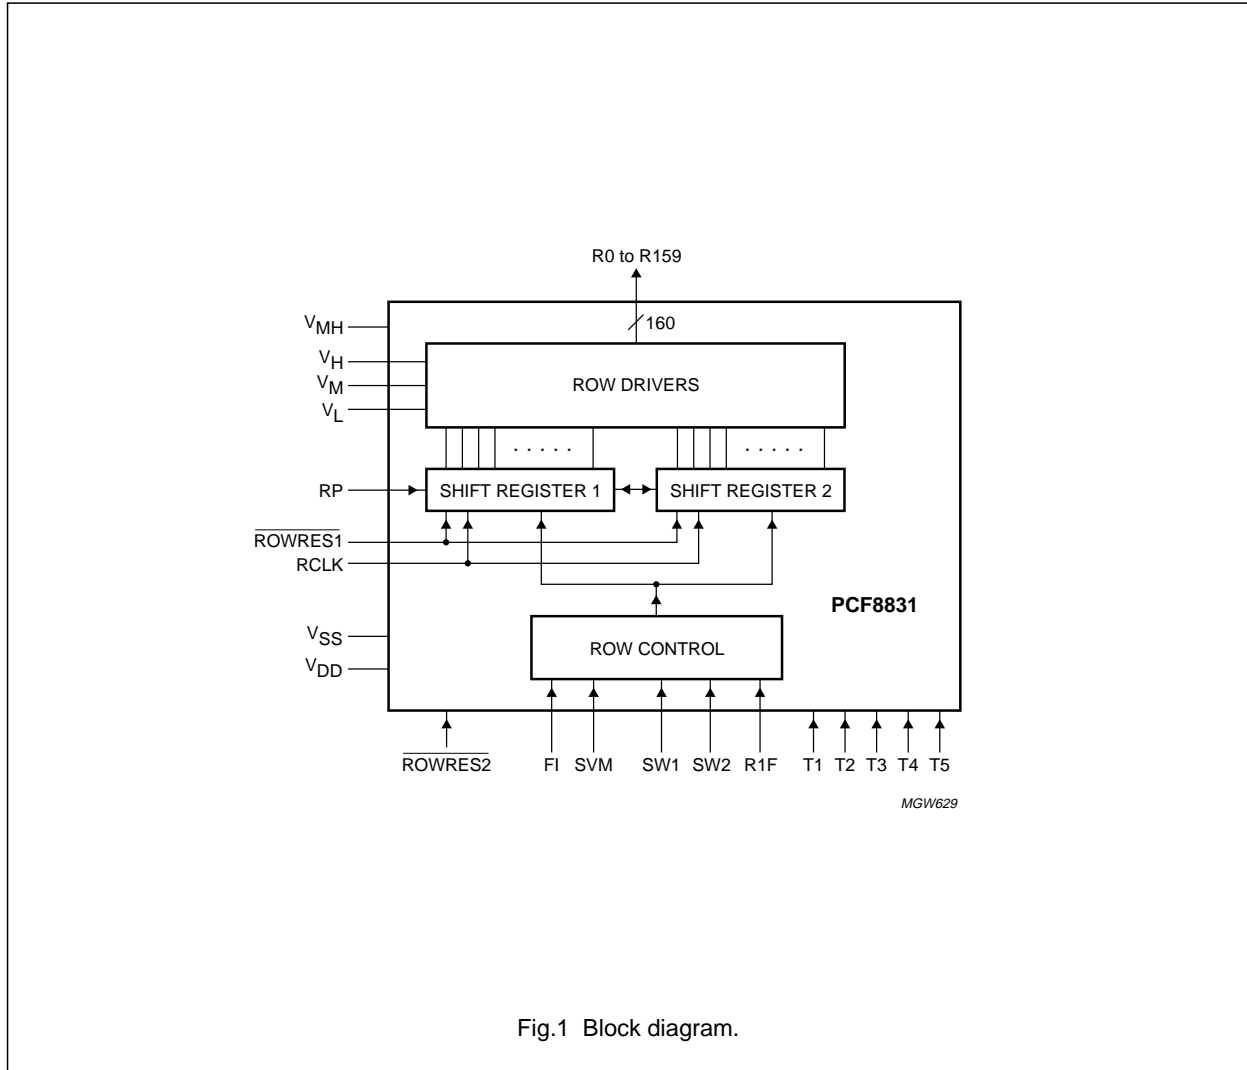 R0 to R159
160
VMH
VH
VM
VL
ROW DRIVERS
. . . . .
. . . . .
RP
SHIFT REGISTER 1
SHIFT REGISTER 2
ROWRES1
RCLK
PCF8831
VSS
VDD
ROW CONTROL
ROWRES2
FI SVM SW1 SW2 R1F T1 T2 T3 T4 T5
MGW629
Fig.1 Block diagram.